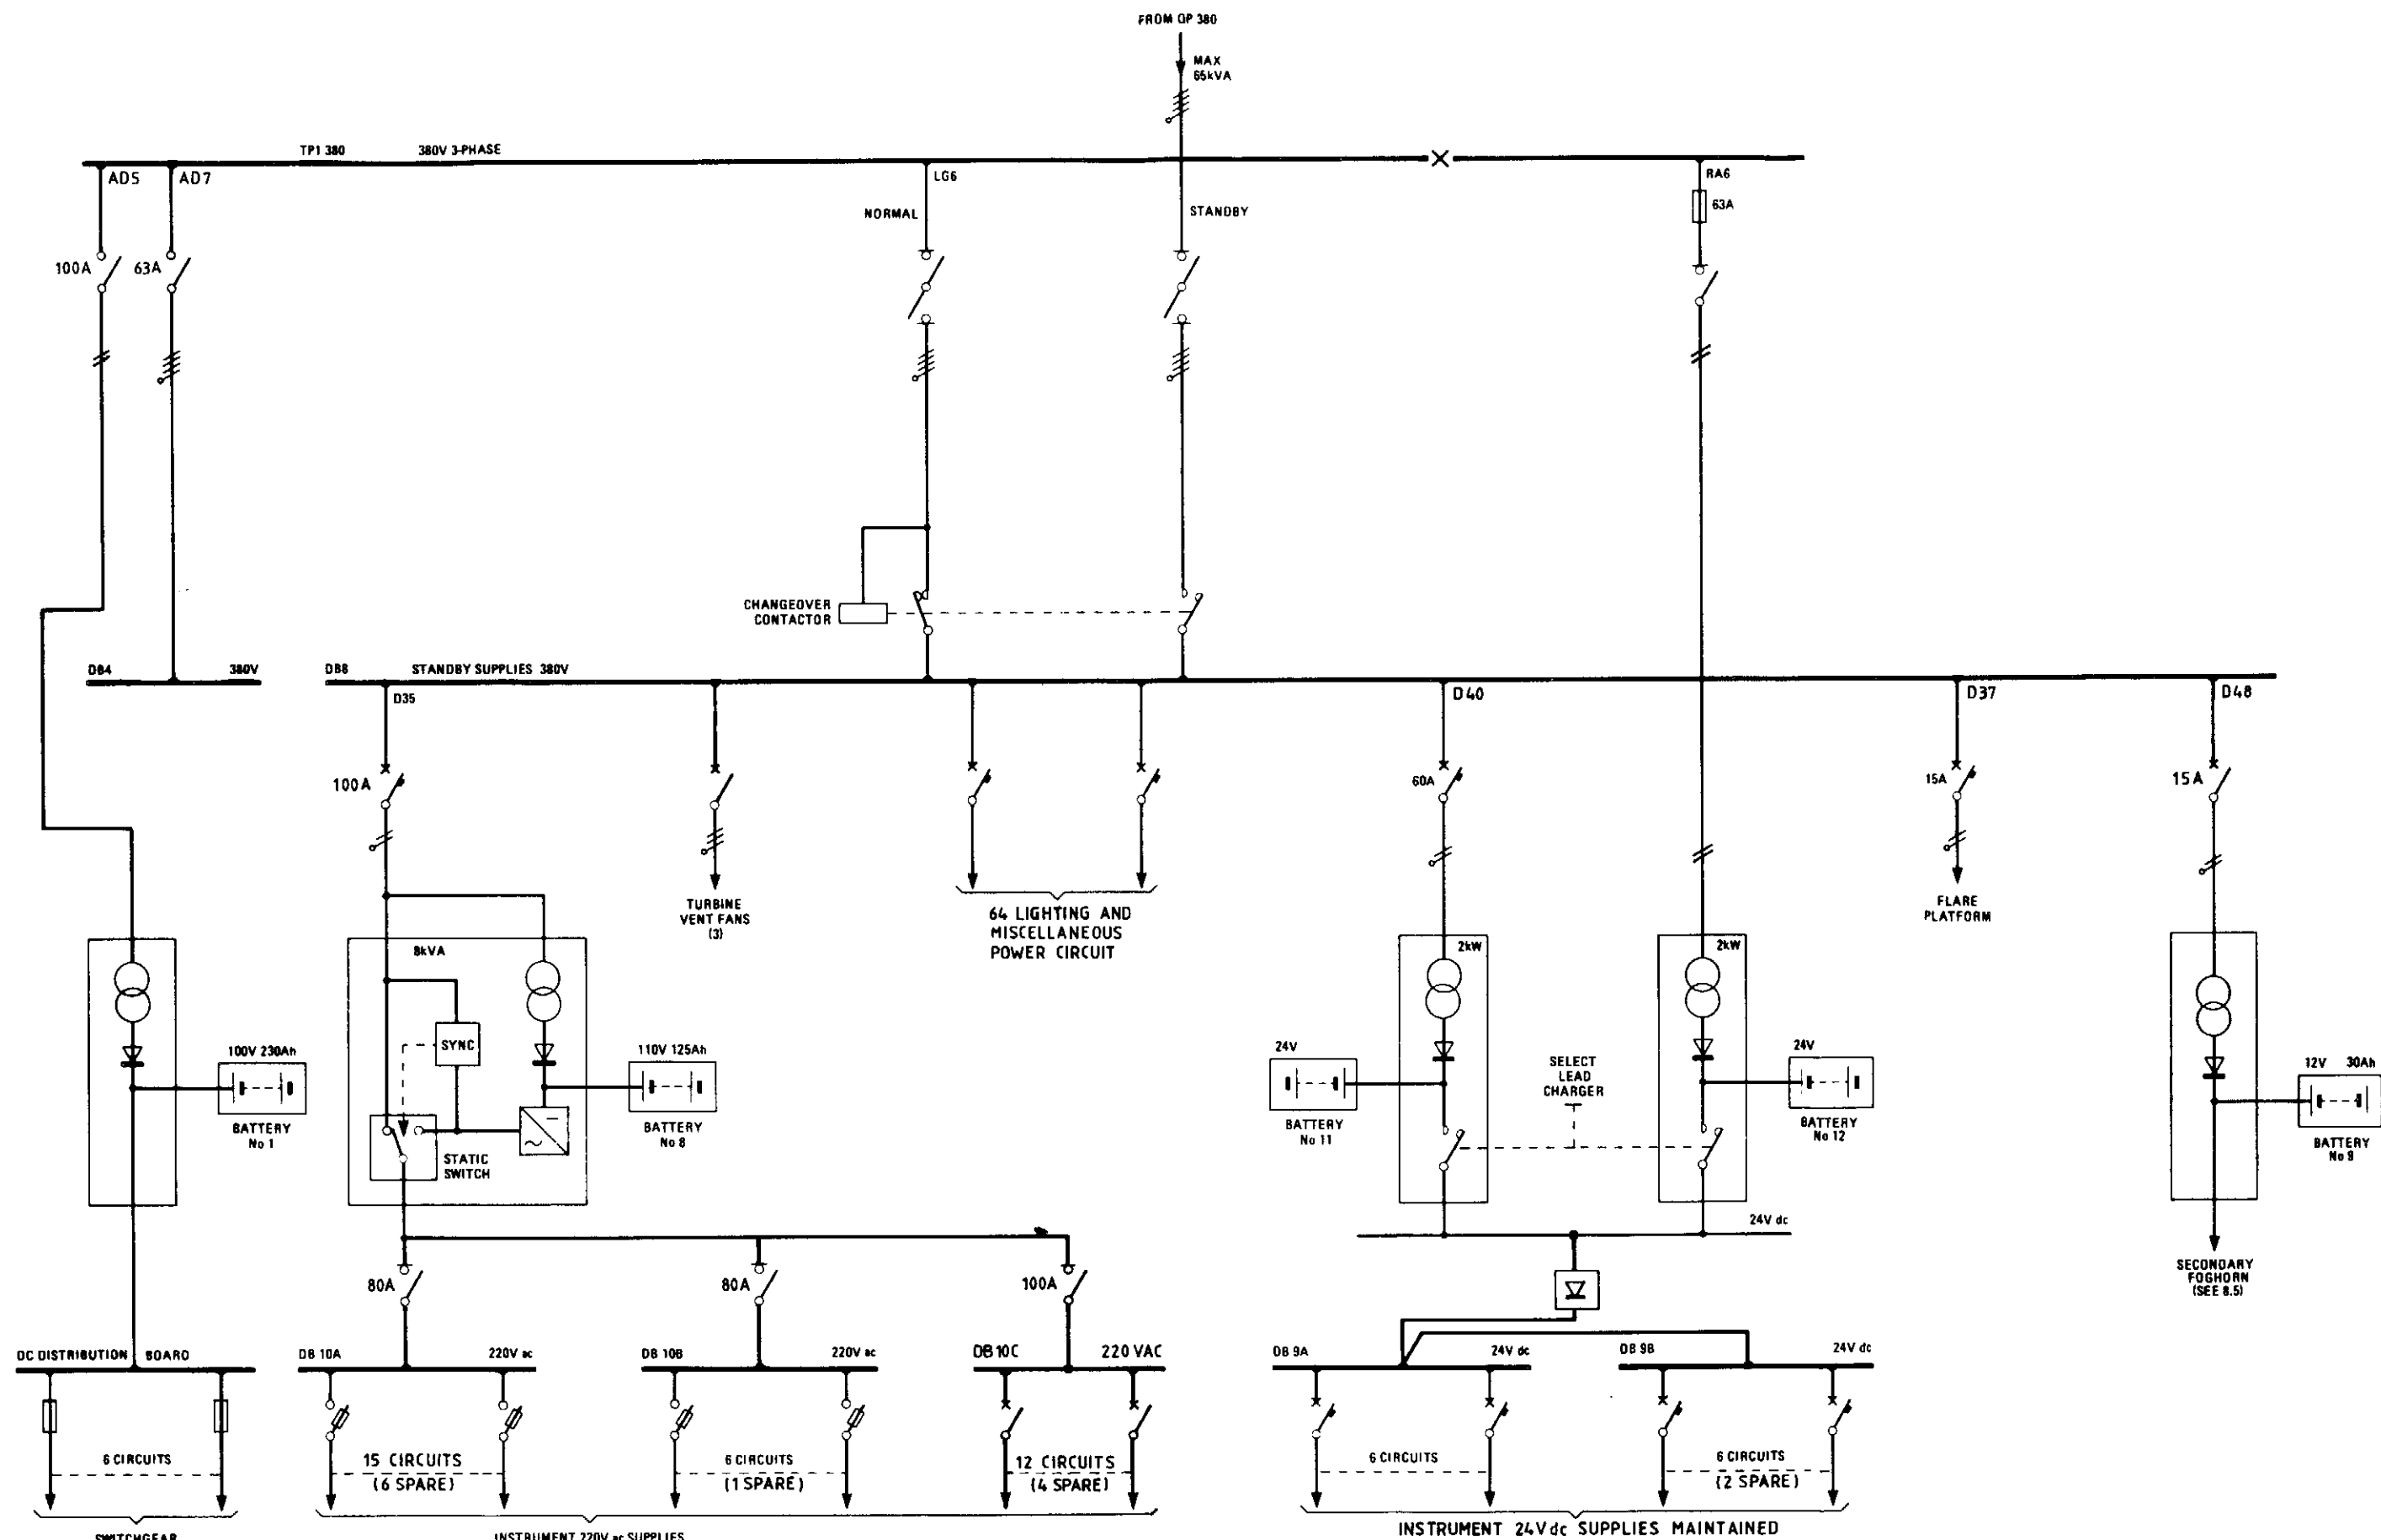 FROM QP 380
MAX
65kVA
TP1 380
380V 3-PHASE
AD5
AD7
LG6
RA6
NORMAL
STANDBY
63A
100A
63A
CHANGEOVER
CONTACTOR
DB4
380V
DB8
STANDBY SUPPLIES 380V
D35
D40
D37
D48
100A
60A
15A
15A
TURBINE
VENT FANS
(3)
64 LIGHTING AND
MISCELLANEOUS
POWER CIRCUIT
FLARE
PLATFORM
8kVA
2kW
2kW
SYNC
100V 230Ah
BATTERY
No 1
110V 125Ah
BATTERY
No 8
STATIC
SWITCH
24V
BATTERY
No 11
SELECT
LEAD
CHARGER
24V
BATTERY
No 12
12V 30Ah
BATTERY
No 9
24V dc
80A
80A
100A
SECONDARY
FOGHORN
(SEE 8.5)
DC DISTRIBUTION BOARD
DB 10A
220V ac
DB 10B
220V ac
DB10C
220 VAC
DB 9A
24V dc
DB 9B
24V dc
6 CIRCUITS
15 CIRCUITS
(6 SPARE)
6 CIRCUITS
(1 SPARE)
12 CIRCUITS
(4 SPARE)
6 CIRCUITS
6 CIRCUITS
(2 SPARE)
SWITCHGEAR
INSTRUMENT 220V ac SUPPLIES
INSTRUMENT 24Vdc SUPPLIES MAINTAINED